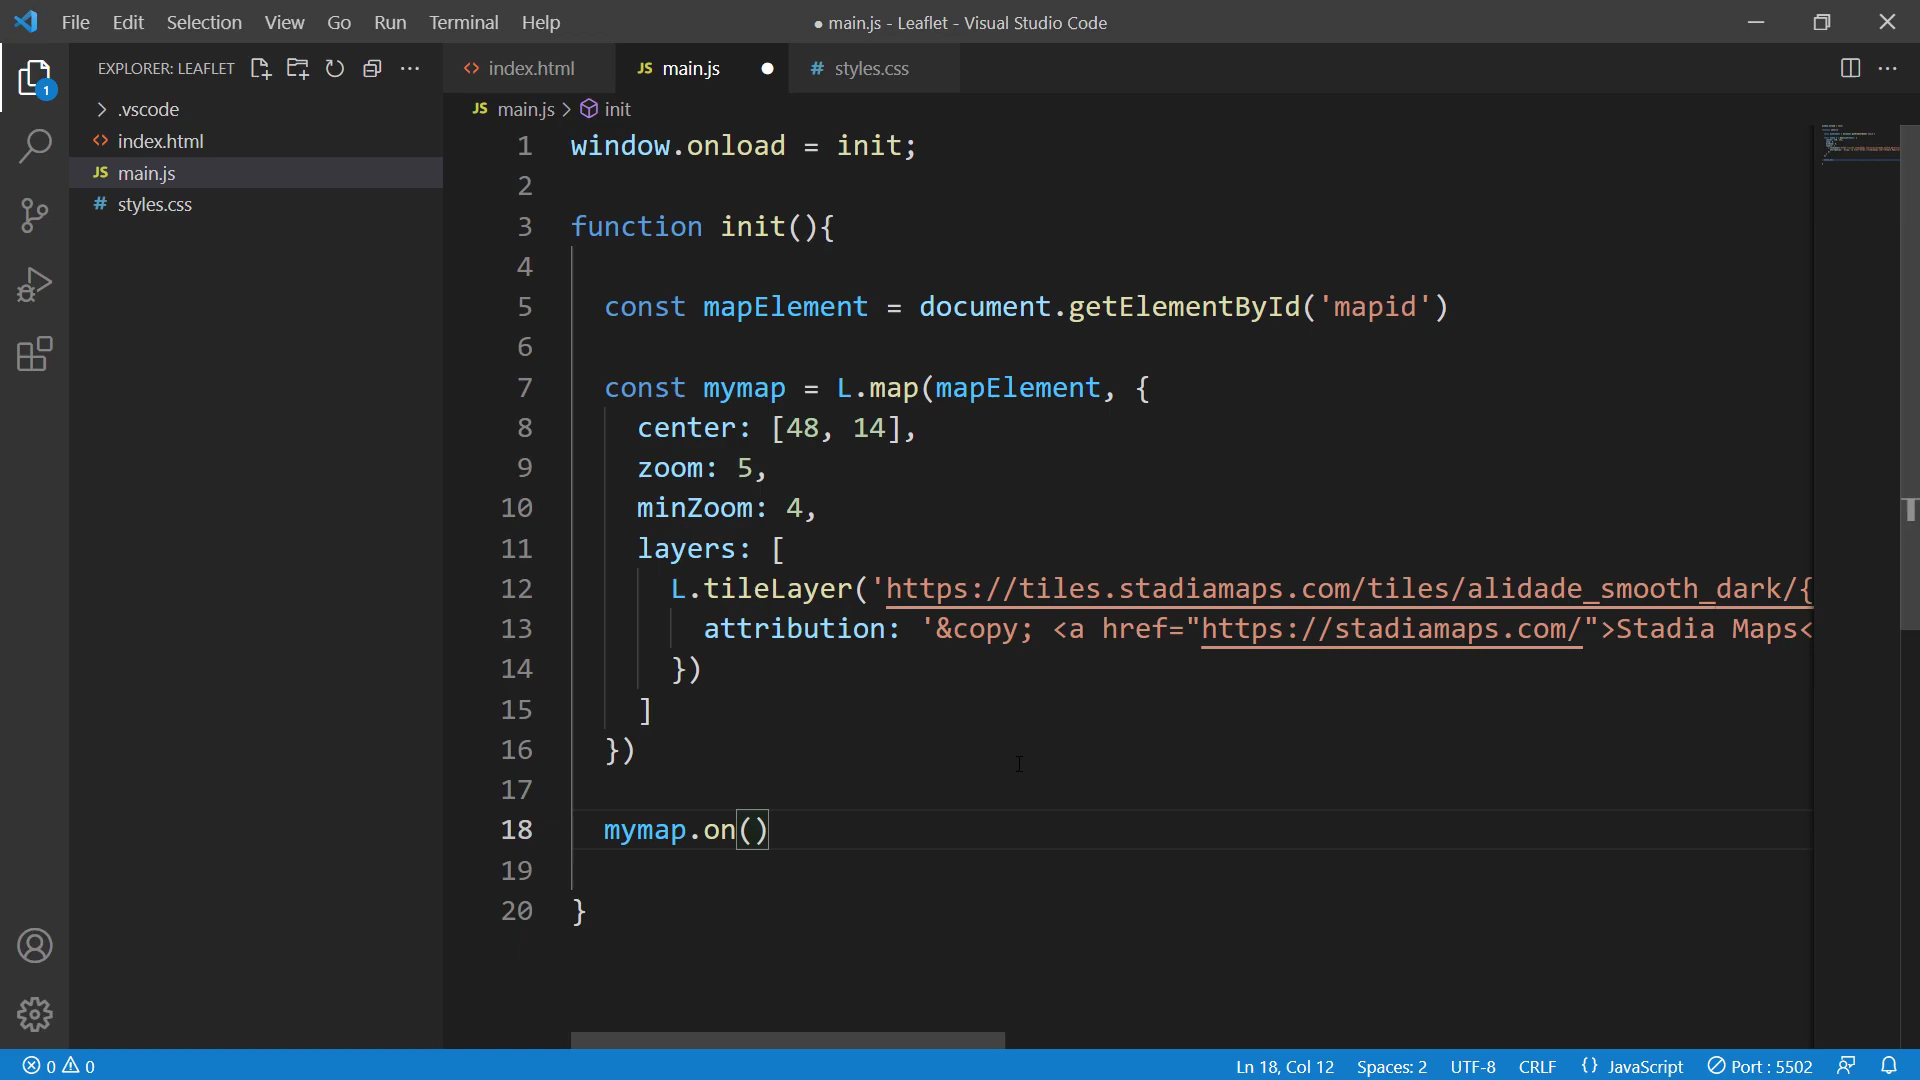 File Edit Selection View Go Run Terminal Help
● main.js - Leaflet - Visual Studio Code
EXPLORER: LEAFLET
<> index.html
JS main.js ●
# styles.css
1
> .vscode
<> index.html
JS main.js
# styles.css
JS main.js > init
1 window.onload = init;
2
3 function init(){
4
5 const mapElement = document.getElementById('mapid')
6
7 const mymap = L.map(mapElement, {
8 center: [48, 14],
9 zoom: 5,
10 minZoom: 4,
11 layers: [
12 L.tileLayer('https://tiles.stadiamaps.com/tiles/alidade_smooth_dark/{
13 attribution: '&copy; <a href="https://stadiamaps.com/">Stadia Maps<
14 })
15 ]
16 })
17
18 mymap.on()
19
20 }
0 0
Ln 18, Col 12 Spaces: 2 UTF-8 CRLF {} JavaScript Port : 5502